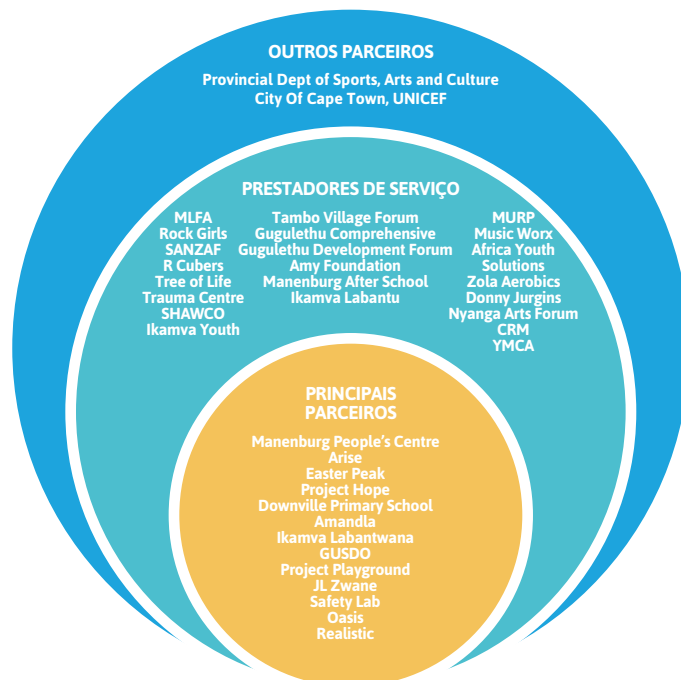 OUTROS PARCEIROS
Provincial Dept of Sports, Arts and Culture
City Of Cape Town, UNICEF
PRESTADORES DE SERVIÇO
MLFA
Rock Girls
SANZAF
R Cubers
Tree of Life
Trauma Centre
SHAWCO
Ikamva Youth
Tambo Village Forum
Gugulethu Comprehensive
Gugulethu Development Forum
Amy Foundation
Manenburg After School
Ikamva Labantu
MURP
Music Worx
Africa Youth
Solutions
Zola Aerobics
Donny Jurgins
Nyanga Arts Forum
CRM
YMCA
PRINCIPAIS
PARCEIROS
Manenburg People's Centre
Arise
Easter Peak
Project Hope
Downville Primary School
Amandla
Ikamva Labantwana
GUSDO
Project Playground
JL Zwane
Safety Lab
Oasis
Realistic